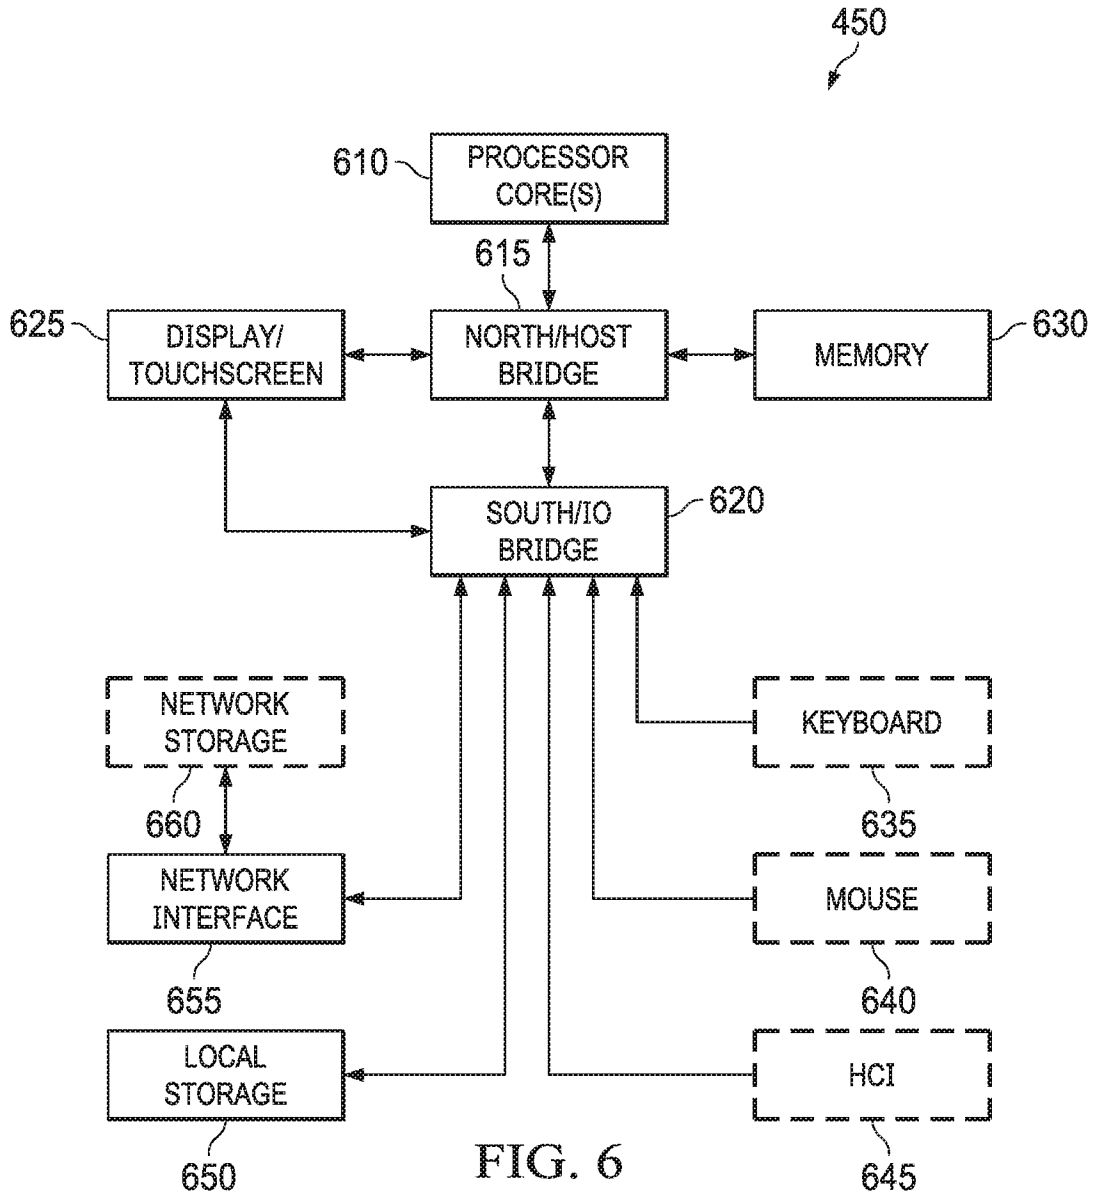 450
610
PROCESSOR
CORE(S)
615
625
DISPLAY/
TOUCHSCREEN
NORTH/HOST
BRIDGE
MEMORY
630
SOUTH/IO
BRIDGE
620
NETWORK
STORAGE
660
KEYBOARD
635
NETWORK
INTERFACE
655
MOUSE
640
LOCAL
STORAGE
650
HCI
645
FIG. 6